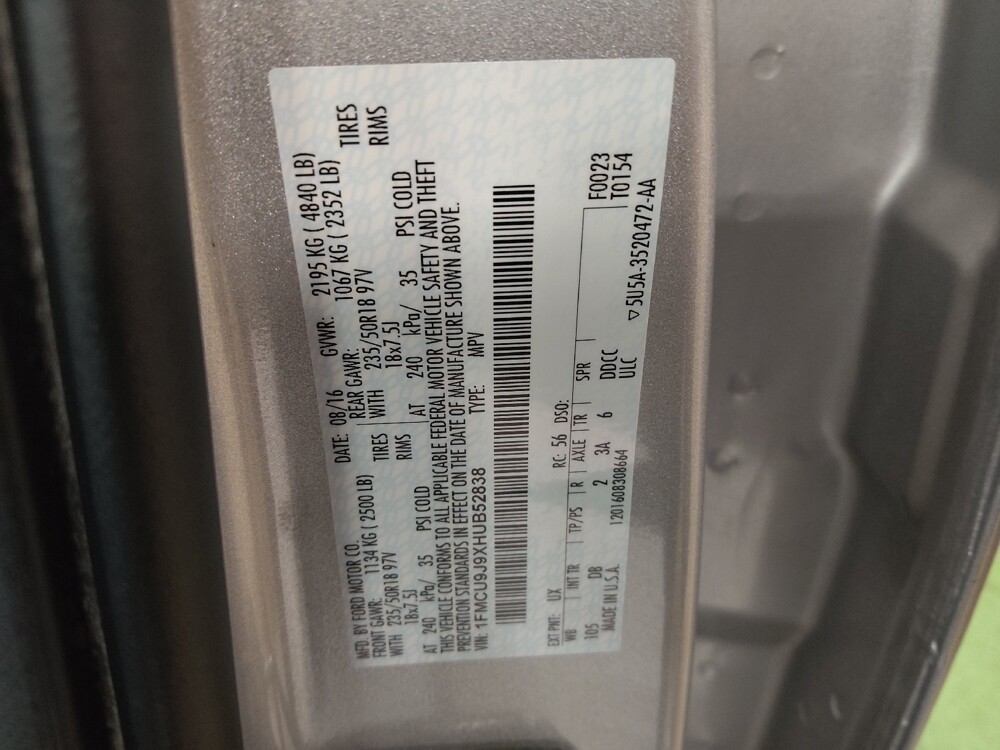 MFD. BY FORD MOTOR CO. DATE: 08/16 GVWR: 2195 KG ( 4840 LB)
FRONT GAWR: 1134 KG ( 2500 LB) REAR GAWR: 1067 KG ( 2352 LB)
WITH 235/50R18 97V TIRES WITH 235/50R18 97V TIRES
18x7.5J RIMS 18x7.5J RIMS
AT 240 kPa/ 35 PSI COLD AT 240 kPa/ 35 PSI COLD
THIS VEHICLE CONFORMS TO ALL APPLICABLE FEDERAL MOTOR VEHICLE SAFETY AND THEFT
PREVENTION STANDARDS IN EFFECT ON THE DATE OF MANUFACTURE SHOWN ABOVE.
VIN: 1FMCU9J9XHUB52838 TYPE: MPV
EXT PNT: UX RC: 56 DSO:
WB INT TR TP/PS R AXLE TR SPR F0023
105 DB 2 3A 6 DDCC T0154
MADE IN U.S.A. 1201608308664 ULC
▽5U5A-3520472-AA